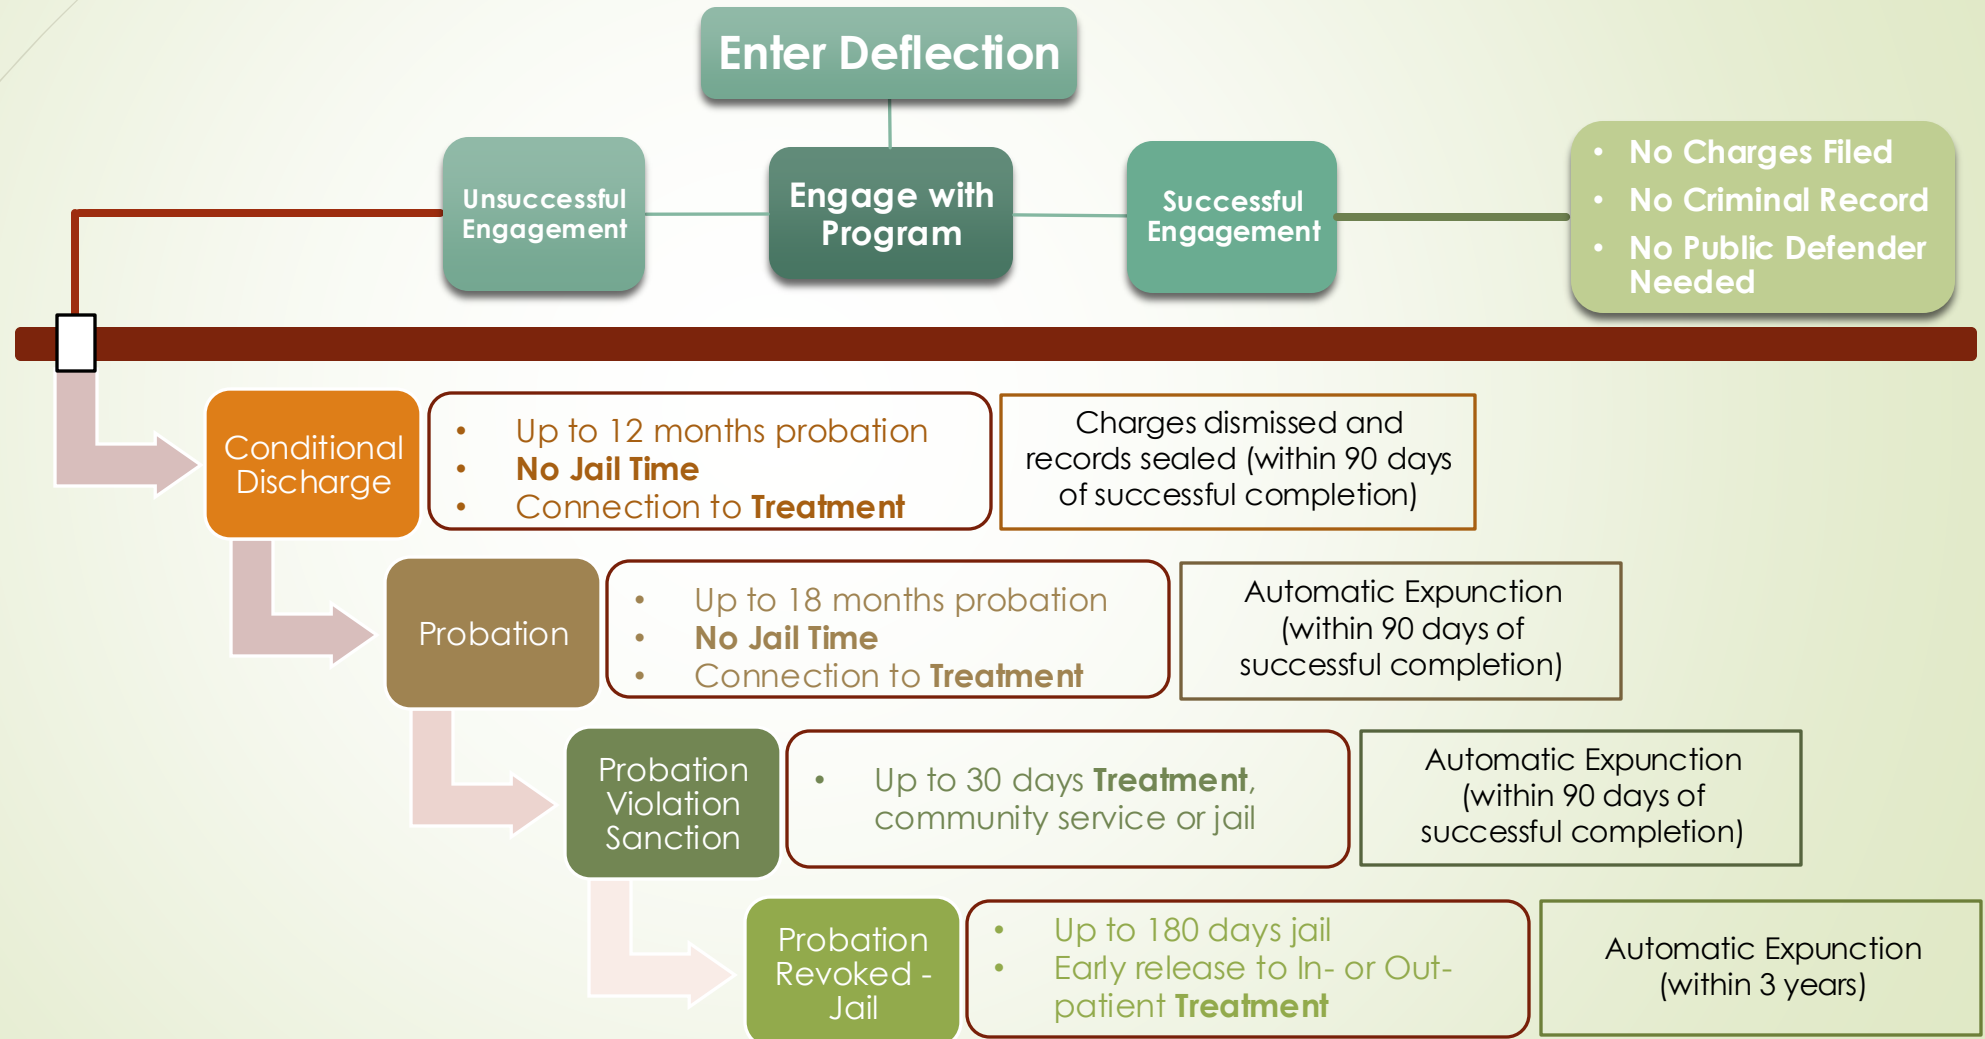 Enter Deflection
Unsuccessful
Engagement
Engage with
Program
Successful
Engagement
• No Charges Filed
• No Criminal Record
• No Public Defender
Needed
Conditional
Discharge
• Up to 12 months probation
• No Jail Time
• Connection to Treatment
Charges dismissed and
records sealed (within 90 days
of successful completion)
Probation
• Up to 18 months probation
• No Jail Time
• Connection to Treatment
Automatic Expunction
(within 90 days of
successful completion)
Probation
Violation
Sanction
• Up to 30 days Treatment,
community service or jail
Automatic Expunction
(within 90 days of
successful completion)
Probation
Revoked -
Jail
• Up to 180 days jail
• Early release to In- or Out-
patient Treatment
Automatic Expunction
(within 3 years)